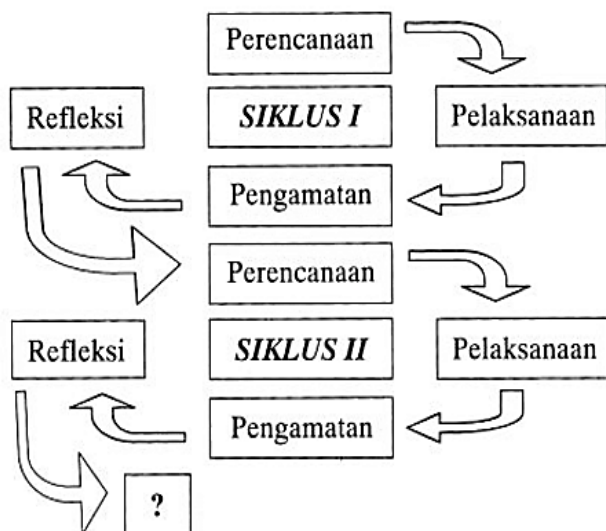 Perencanaan
Refleksi
SIKLUS I
Pelaksanaan
Pengamatan
Perencanaan
Refleksi
SIKLUS II
Pelaksanaan
Pengamatan
?